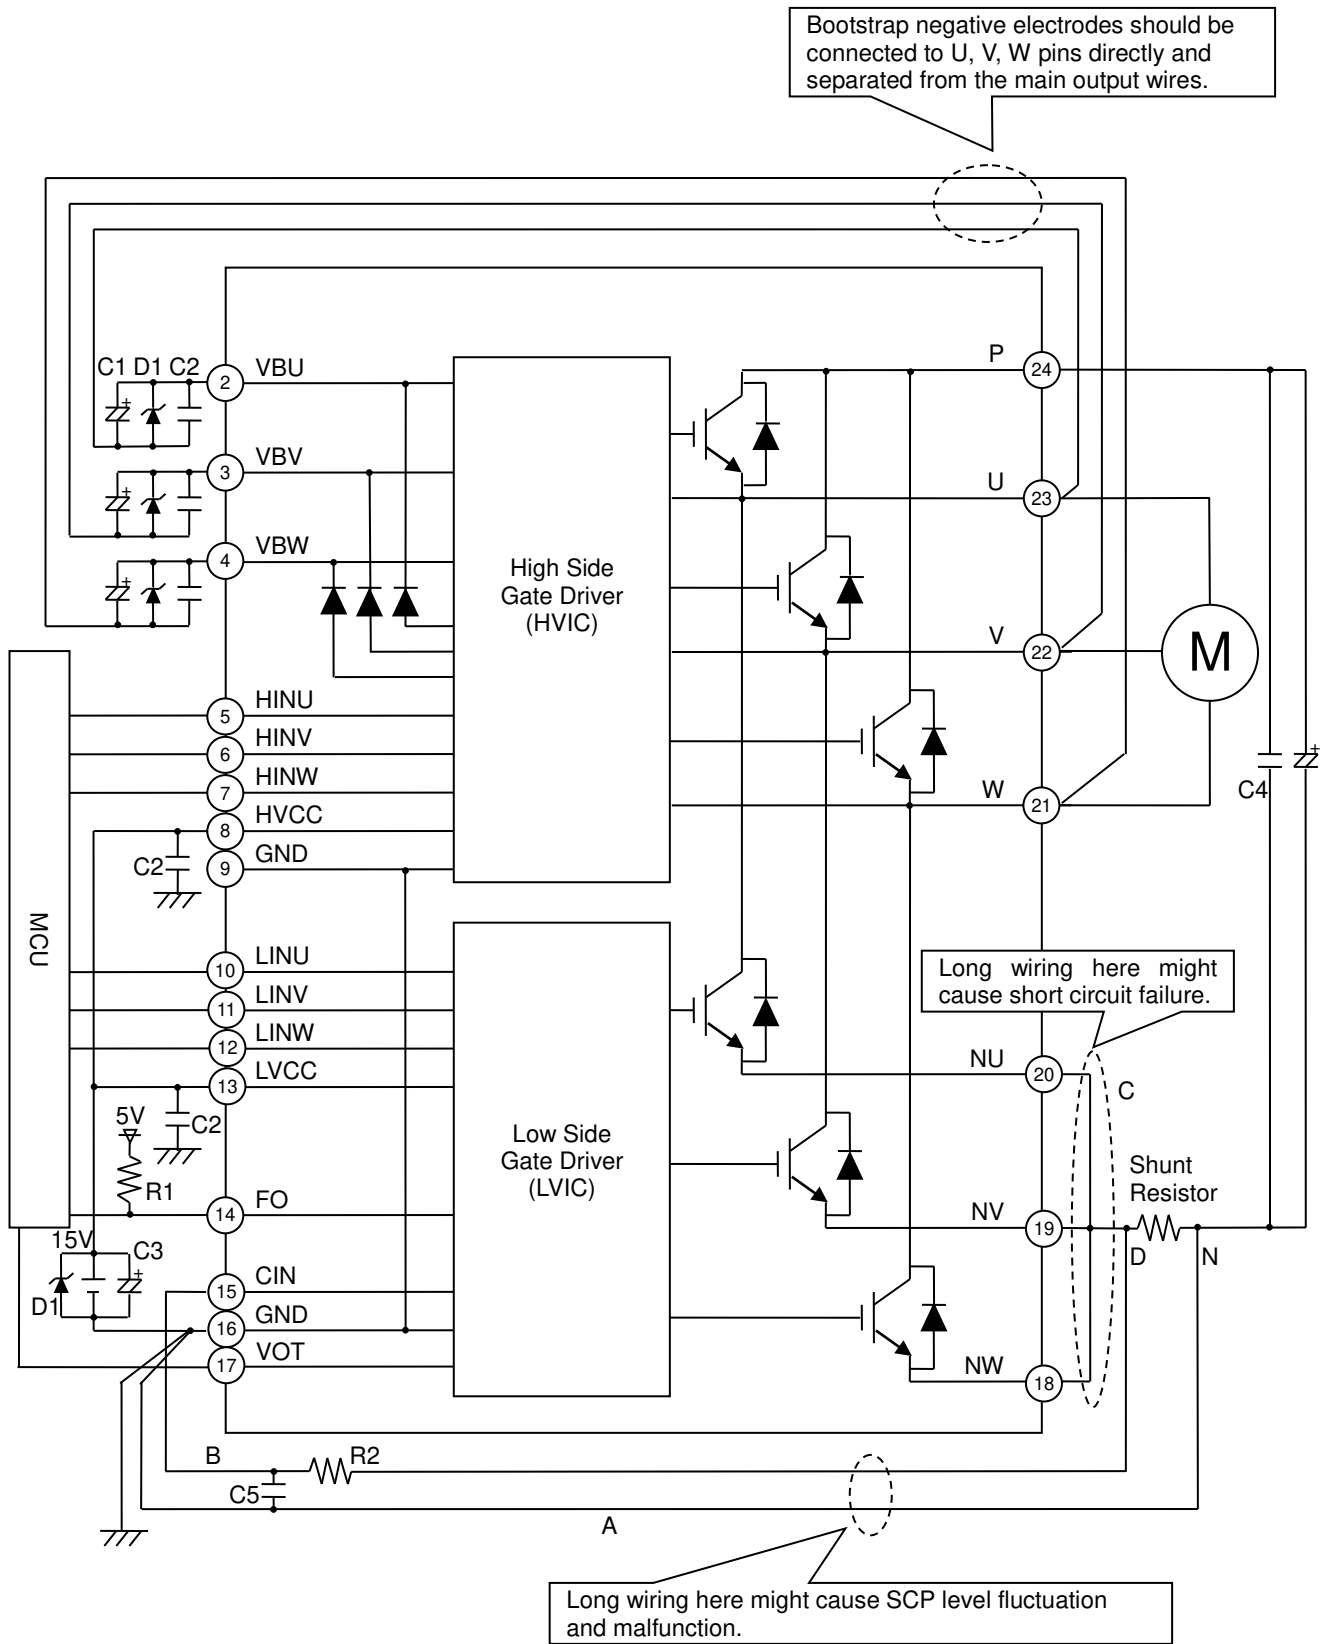 Bootstrap negative electrodes should be
connected to U, V, W pins directly and
separated from the main output wires.
C1 D1 C2
+
2
VBU
P
24
+
3
VBV
U
23
+
4
VBW
High Side
Gate Driver
(HVIC)
V
22
M
5
HINU
6
HINV
7
HINW
W
21
C4
+
8
HVCC
C2
9
GND
MCU
10
LINU
11
LINV
12
LINW
13
LVCC
Long wiring here might
cause short circuit failure.
NU
20
C
5V
C2
R1
Low Side
Gate Driver
(LVIC)
Shunt
Resistor
14
FO
NV
19
D
N
15V
C3
+
D1
15
CIN
16
GND
17
VOT
NW
18
B
R2
C5
A
Long wiring here might cause SCP level fluctuation
and malfunction.